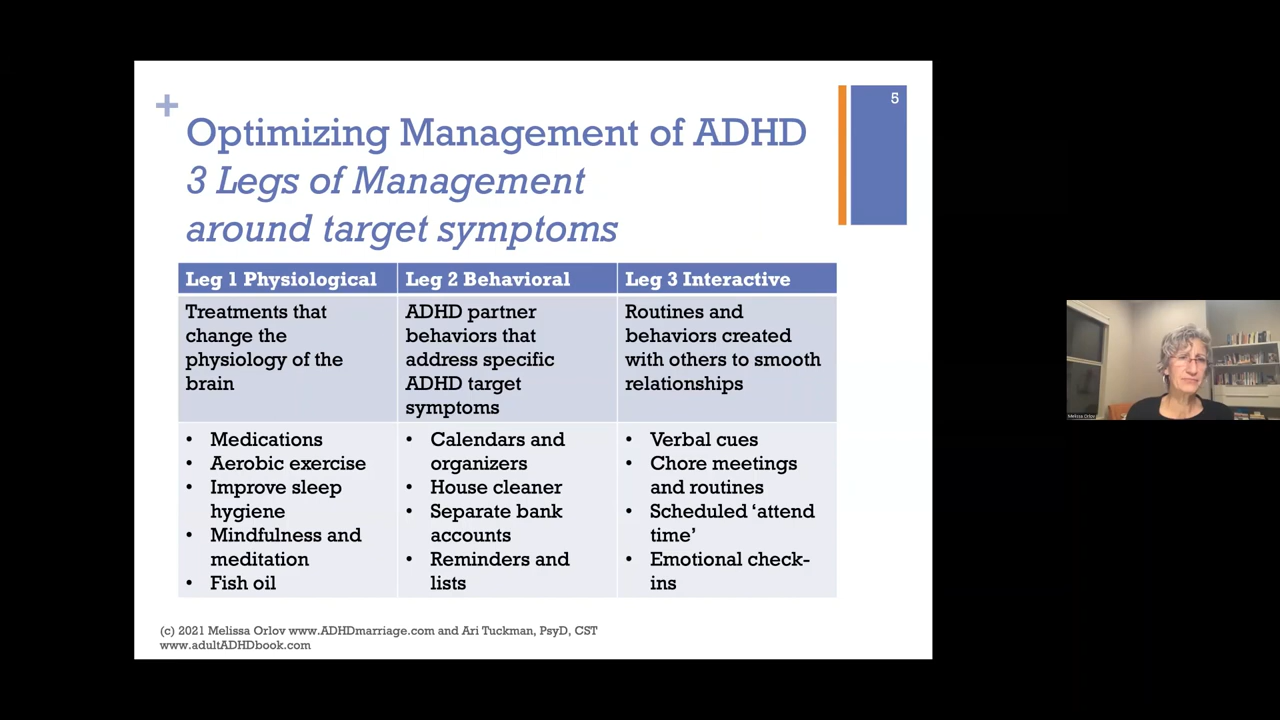 +
5
Optimizing Management of ADHD
3 Legs of Management
around target symptoms
Leg 1 Physiological
Leg 2 Behavioral
Leg 3 Interactive
Treatments that
change the
physiology of the
brain
ADHD partner
behaviors that
address specific
ADHD target
symptoms
Routines and
behaviors created
with others to smooth
relationships
• Medications
• Aerobic exercise
• Improve sleep
hygiene
• Mindfulness and
meditation
• Fish oil
• Calendars and
organizers
• House cleaner
• Separate bank
accounts
• Reminders and
lists
• Verbal cues
• Chore meetings
and routines
• Scheduled ‘attend
time’
• Emotional check-
ins
(c) 2021 Melissa Orlov www.ADHDmarriage.com and Ari Tuckman, PsyD, CST
www.adultADHDbook.com
Melissa Orlov